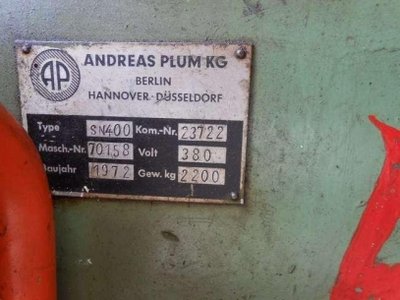 AP
ANDREAS PLUM KG
BERLIN
HANNOVER-DÜSSELDORF
Type SN400 Kom.-Nr. 23722
Masch.-Nr. 70158 Volt 380
Baujahr 1972 Gew. kg 2200